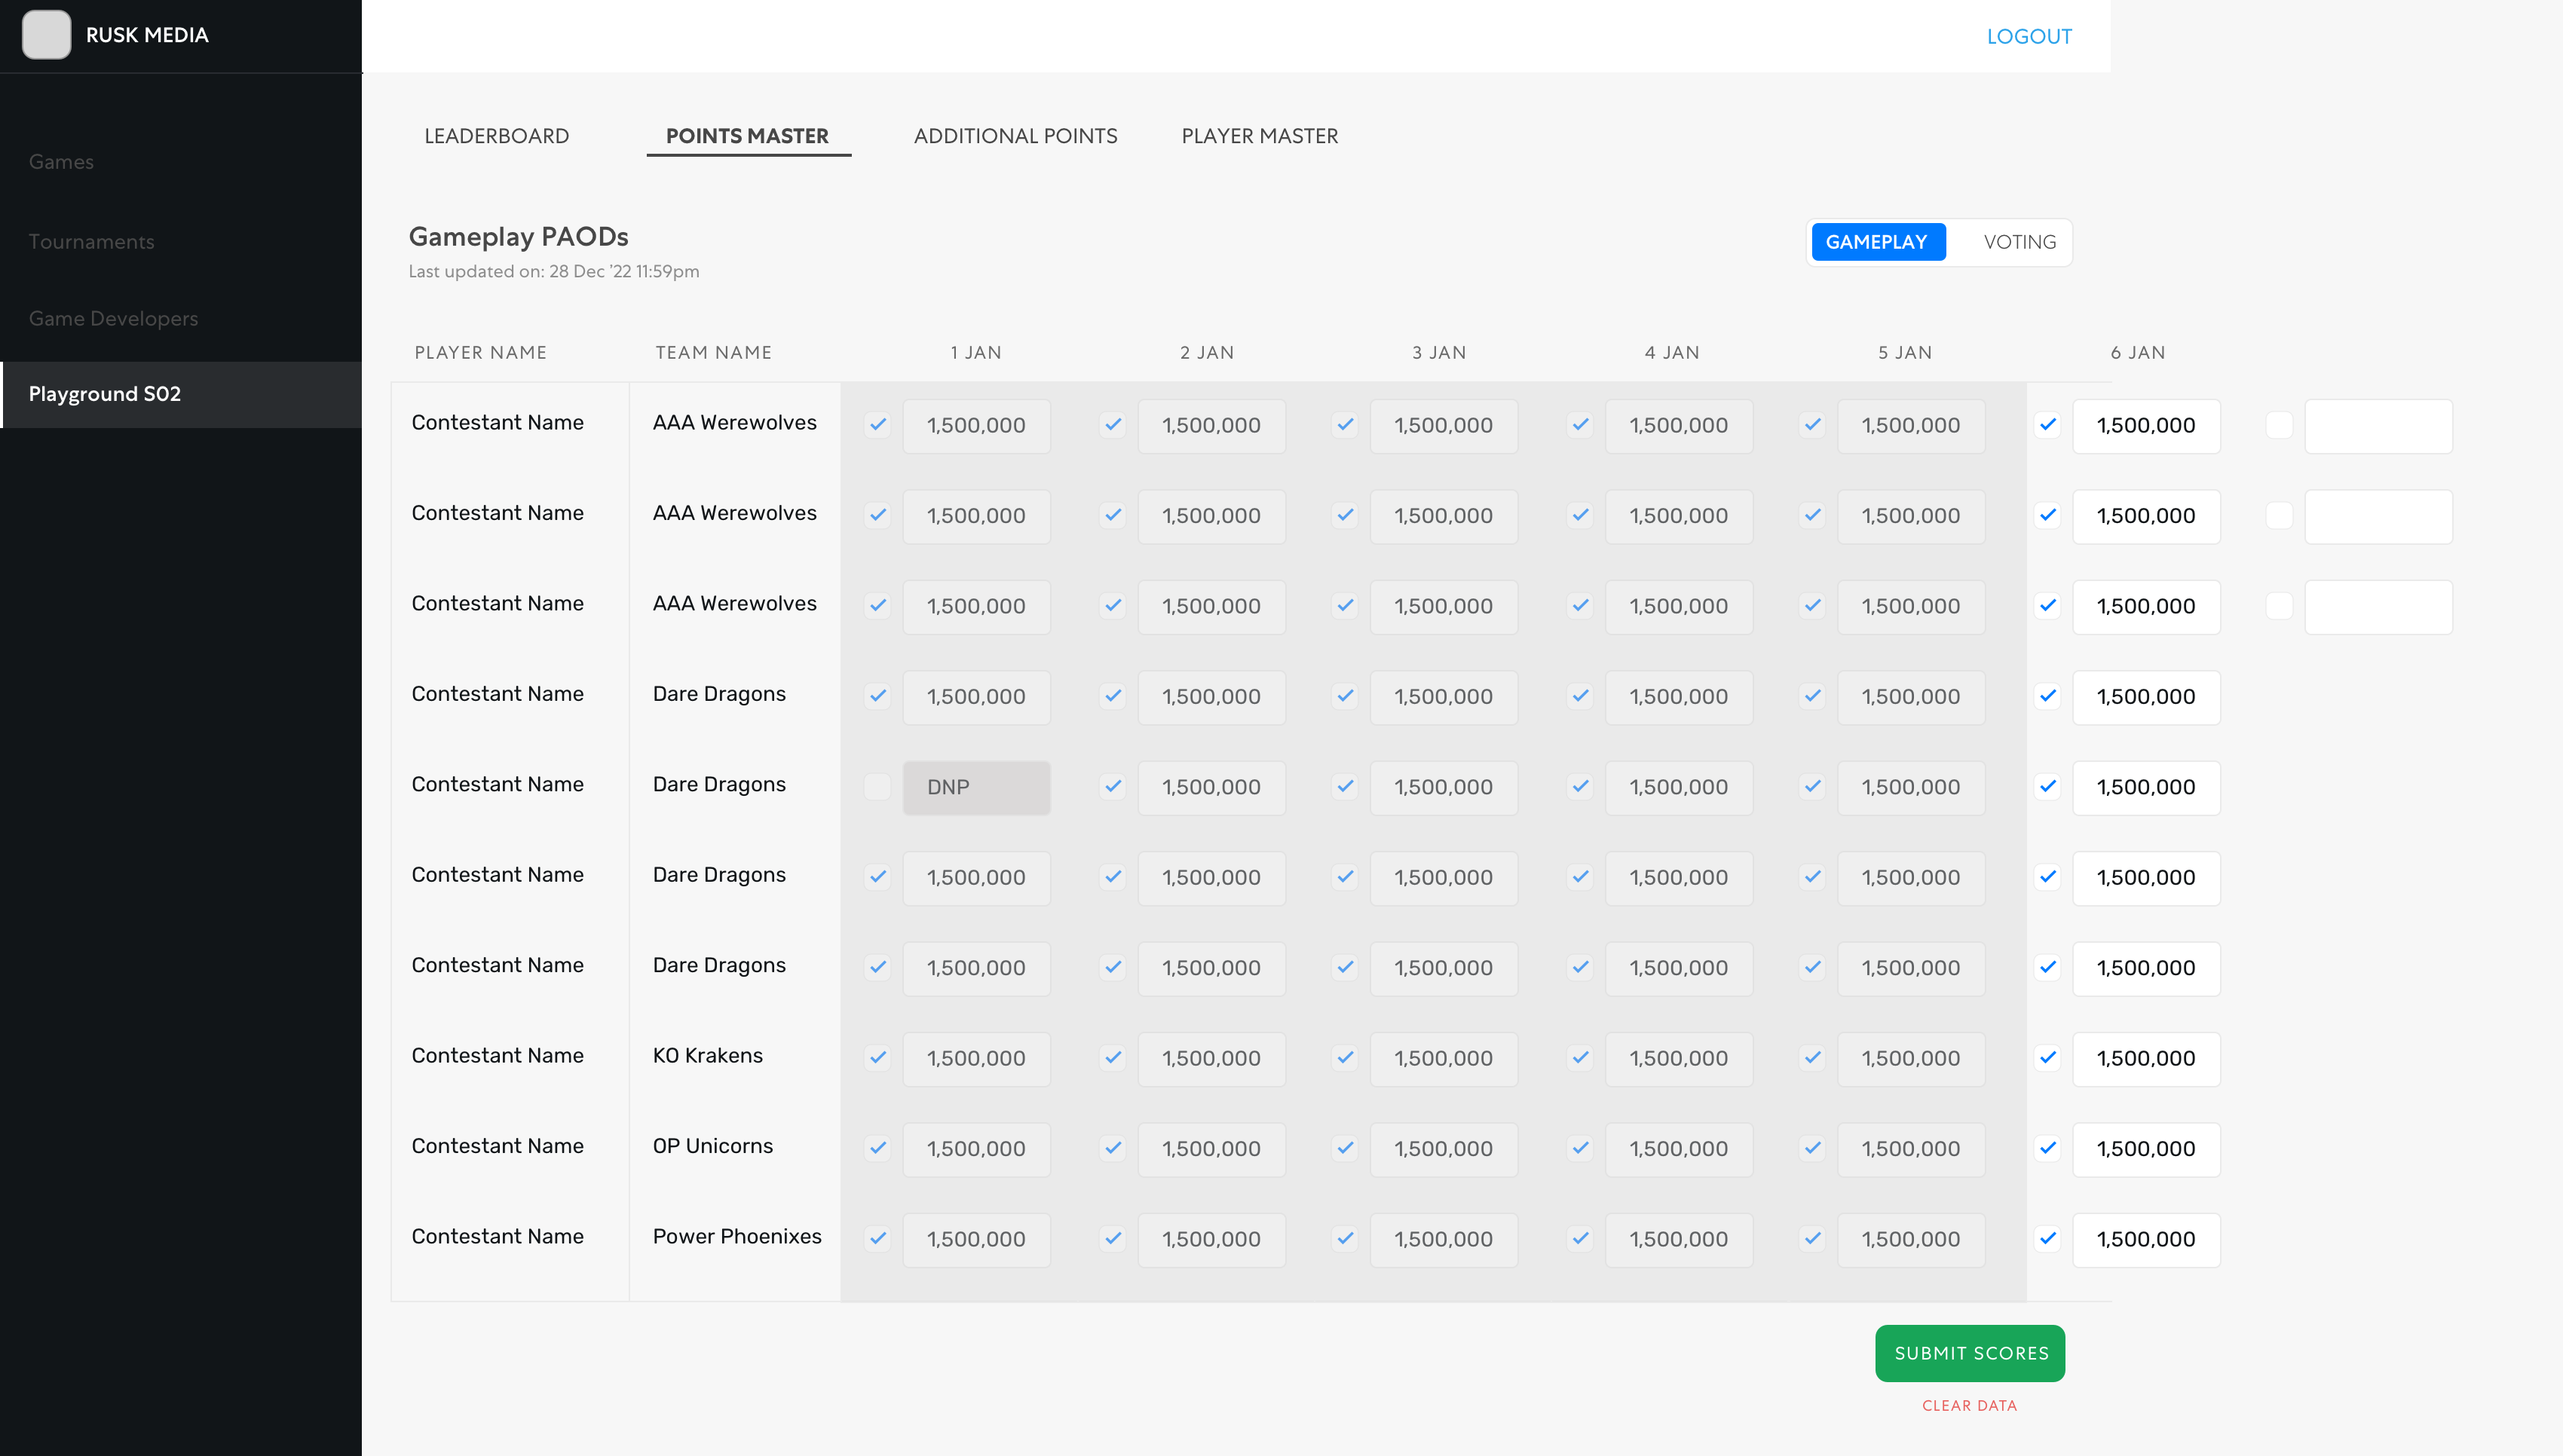 RUSK MEDIA
LOGOUT
Games
Tournaments
Game Developers
Playground S02
LEADERBOARD POINTS MASTER ADDITIONAL POINTS PLAYER MASTER
Gameplay PAODs
Last updated on: 28 Dec ’22 11:59pm
GAMEPLAY VOTING
PLAYER NAME TEAM NAME 1 JAN 2 JAN 3 JAN 4 JAN 5 JAN 6 JAN
Contestant Name AAA Werewolves 1,500,000 1,500,000 1,500,000 1,500,000 1,500,000 1,500,000
Contestant Name AAA Werewolves 1,500,000 1,500,000 1,500,000 1,500,000 1,500,000 1,500,000
Contestant Name AAA Werewolves 1,500,000 1,500,000 1,500,000 1,500,000 1,500,000 1,500,000
Contestant Name Dare Dragons 1,500,000 1,500,000 1,500,000 1,500,000 1,500,000 1,500,000
Contestant Name Dare Dragons DNP 1,500,000 1,500,000 1,500,000 1,500,000 1,500,000
Contestant Name Dare Dragons 1,500,000 1,500,000 1,500,000 1,500,000 1,500,000 1,500,000
Contestant Name Dare Dragons 1,500,000 1,500,000 1,500,000 1,500,000 1,500,000 1,500,000
Contestant Name KO Krakens 1,500,000 1,500,000 1,500,000 1,500,000 1,500,000 1,500,000
Contestant Name OP Unicorns 1,500,000 1,500,000 1,500,000 1,500,000 1,500,000 1,500,000
Contestant Name Power Phoenixes 1,500,000 1,500,000 1,500,000 1,500,000 1,500,000 1,500,000
SUBMIT SCORES
CLEAR DATA